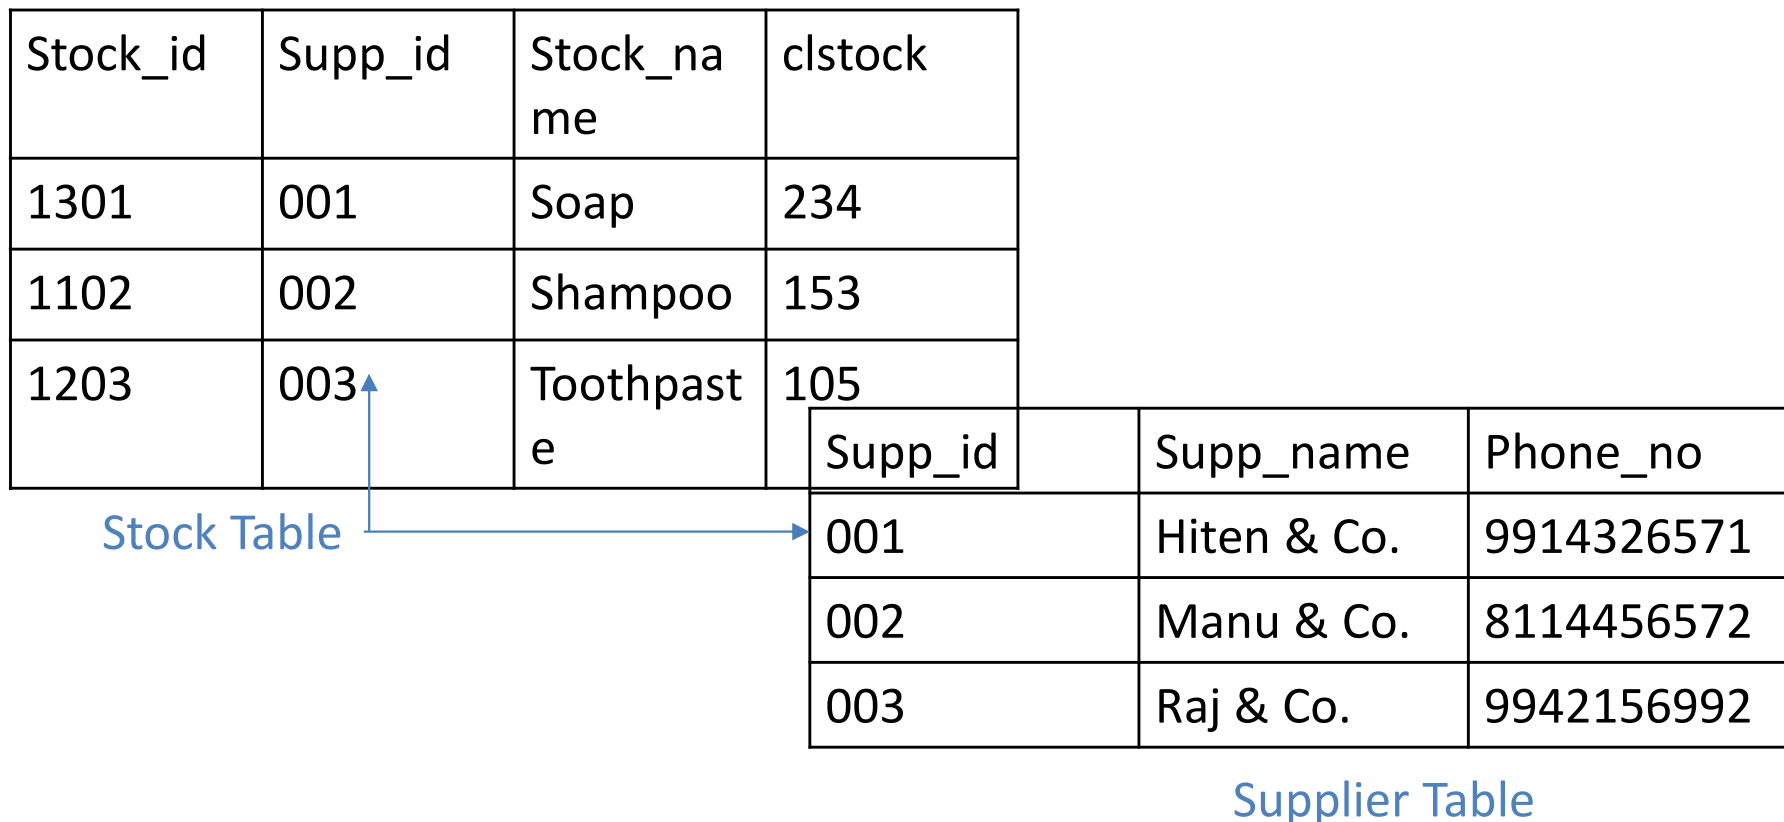 Stock_id Supp_id Stock_na clstock
me
1301 001 Soap 234
1102 002 Shampoo 153
1203 003 Toothpast 105
e
Supp_id Supp_name Phone_no
Stock Table
001 Hiten & Co. 9914326571
002 Manu & Co. 8114456572
003 Raj & Co. 9942156992
Supplier Table